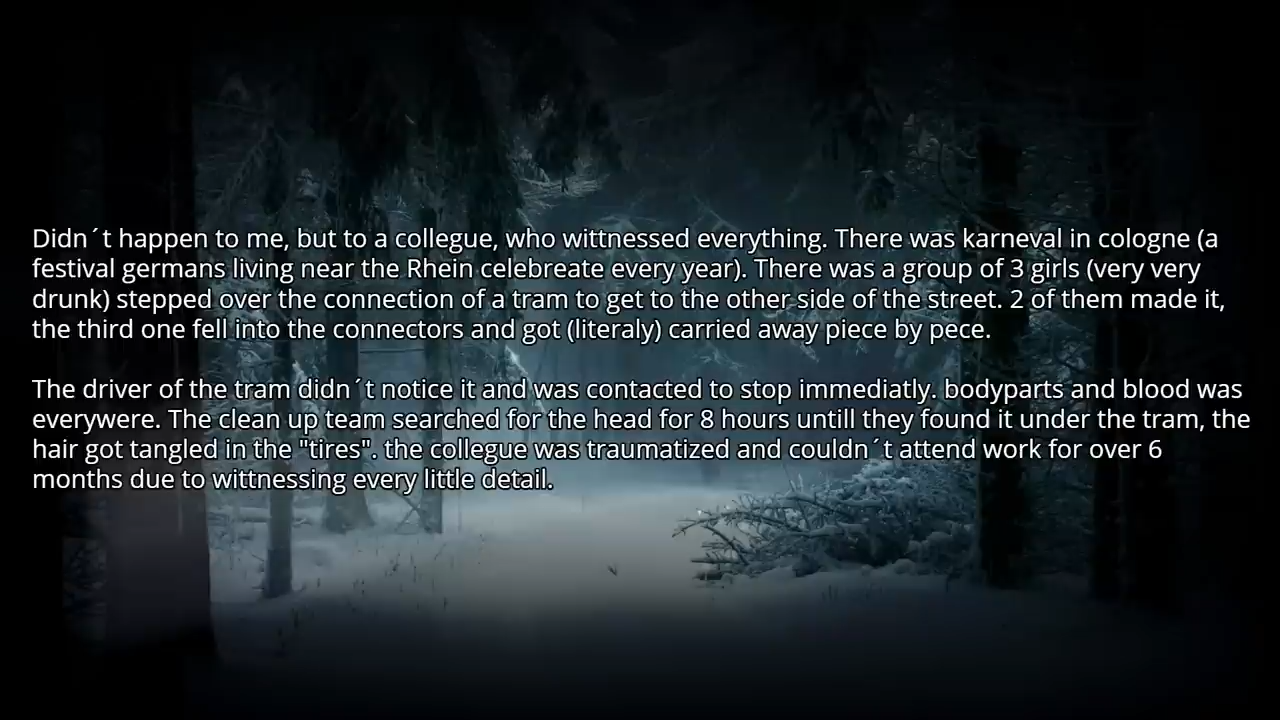 Didn´t happen to me, but to a collegue, who wittnessed everything. There was karneval in cologne (a
festival germans living near the Rhein celebreate every year). There was a group of 3 girls (very very
drunk) stepped over the connection of a tram to get to the other side of the street. 2 of them made it,
the third one fell into the connectors and got (literaly) carried away piece by pece.
The driver of the tram didn´t notice it and was contacted to stop immediatly. bodyparts and blood was
everywere. The clean up team searched for the head for 8 hours untill they found it under the tram, the
hair got tangled in the "tires". the collegue was traumatized and couldn´t attend work for over 6
months due to wittnessing every little detail.